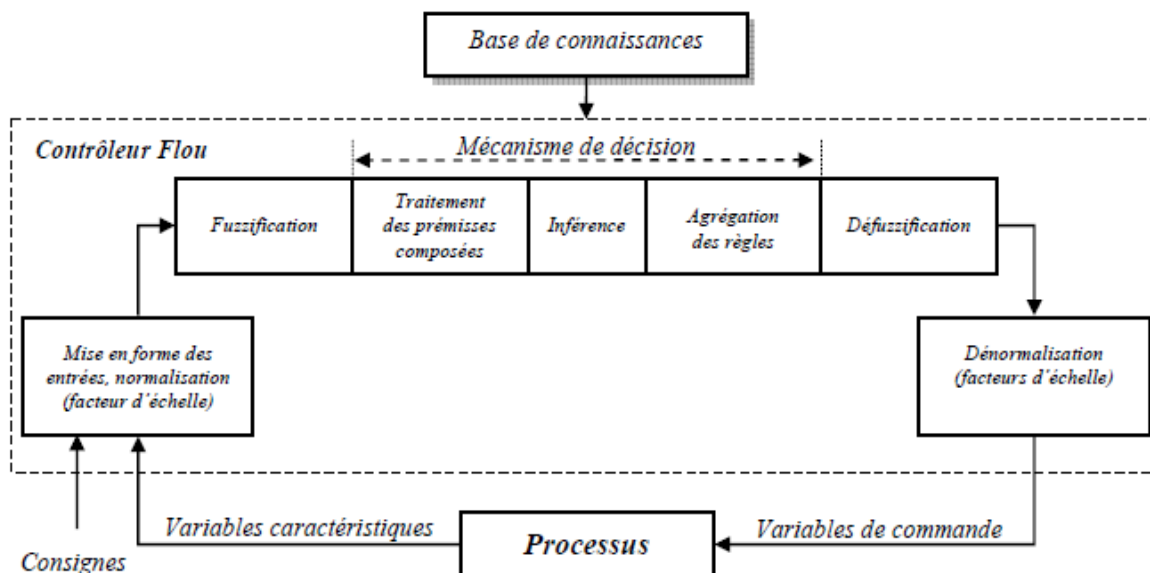 Base de connaissances
Contrôleur Flou
Mécanisme de décision
Fuzzification
Traitement
des prémisses
composées
Inférence
Agrégation
des règles
Défuzzification
Mise en forme des
entrées, normalisation
(facteur d'échelle)
Dénormalisation
(facteurs d'échelle)
Variables caractéristiques
Processus
Variables de commande
Consignes